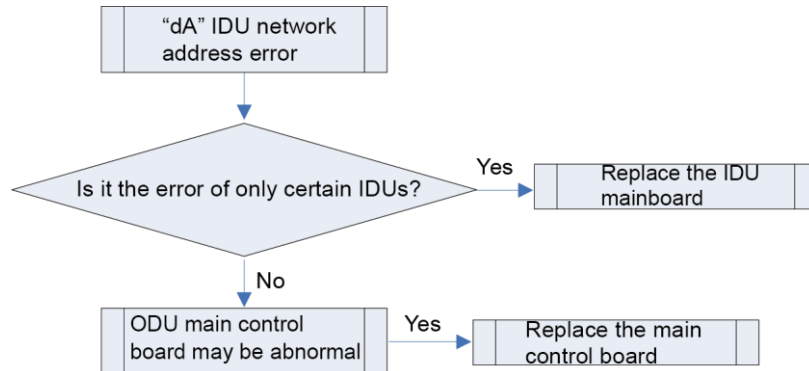 “dA” IDU network
address error
Is it the error of only certain IDUs?
Yes
Replace the IDU
mainboard
No
ODU main control
board may be abnormal
Yes
Replace the main
control board